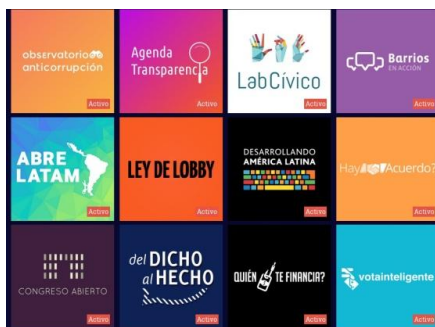 observatorio
anticorrupción
Activo
Agenda
Transparencia
Activo
LabCívico
Activo
Barrios
EN ACCIÓN
Activo
ABRE
LATAM
Activo
LEY DE LOBBY
Activo
DESARROLLANDO
AMÉRICA LATINA
Activo
Hay Acuerdo?
Activo
CONGRESO ABIERTO
Activo
del DICHO
al HECHO
Activo
QUIÉN TE FINANCIA?
Activo
votainteligente
Activo